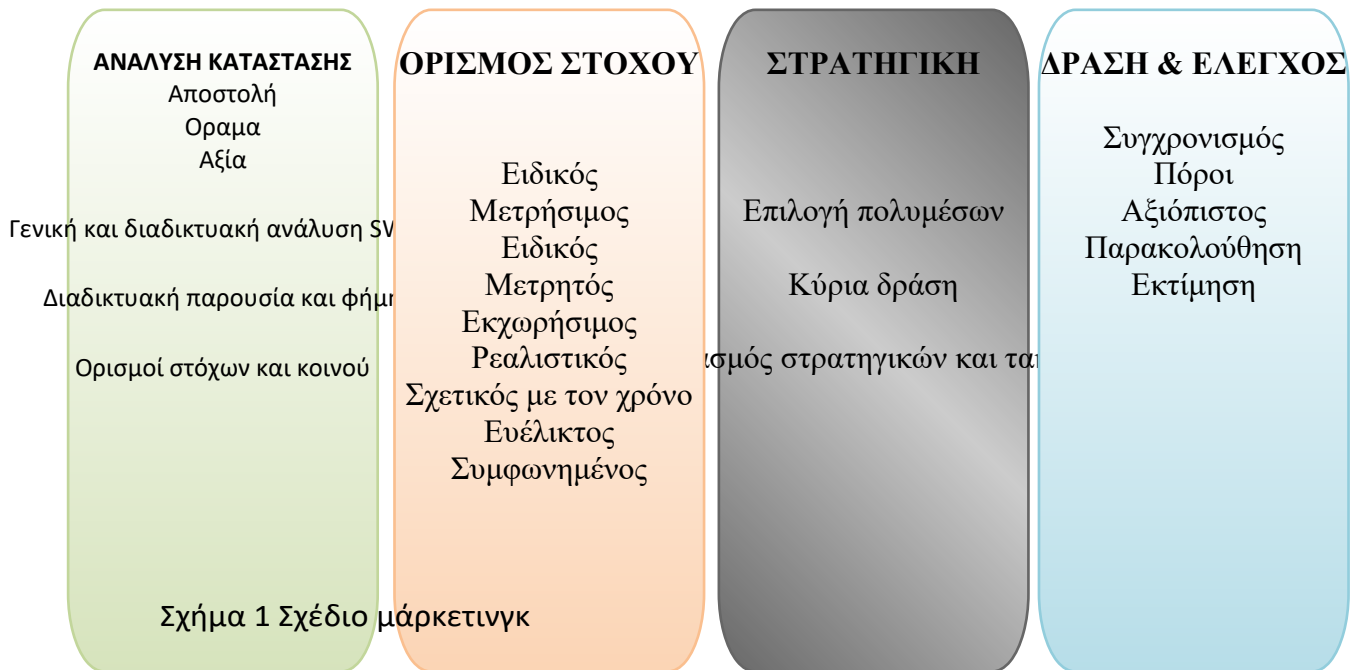 ΑΝΑΛΥΣΗ ΚΑΤΑΣΤΑΣΗΣ
Αποστολή
Οραμα
Αξία
Γενική και διαδικτυακή ανάλυση
Διαδικτυακή παρουσία και
Ορισμοί στόχων και κοινού
ΟΡΙΣΜΟΣ ΣΤΟΧΟΥ
Ειδικός
Μετρήσιμος
Ειδικός
Μετρητός
Εκχωρήσιμος
Ρεαλιστικός
Σχετικός με τον χρόνο
Ευέλικτος
Συμφωνημένος
ΣΤΡΑΤΗΓΙΚΗ
Επιλογή πολυμέσων
Κύρια δράση
στρατηγικών και
ΔΡΑΣΗ & ΕΛΕΓΧΟΣ
Συγχρονισμός
Πόροι
Αξιόπιστος
Παρακολούθηση
Εκτίμηση
Σχήμα 1 Σχέδιο μάρκετινγκ